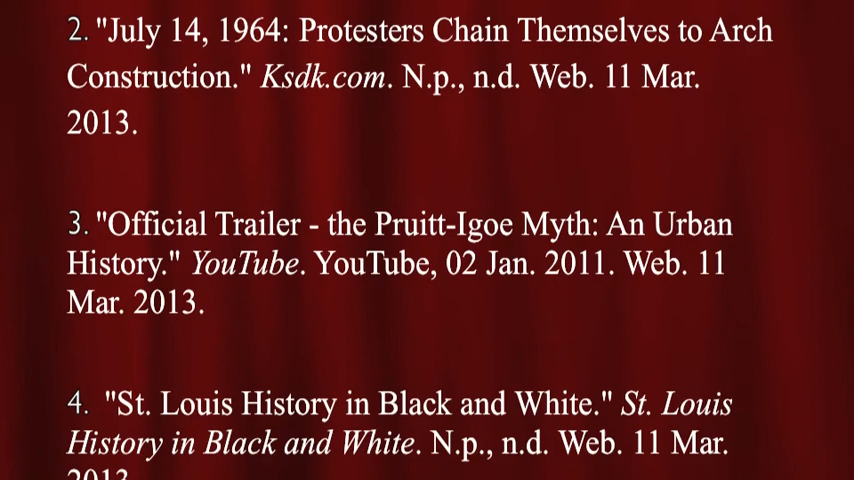 2. "July 14, 1964: Protesters Chain Themselves to Arch
Construction." Ksdk.com. N.p., n.d. Web. 11 Mar.
2013.
3. "Official Trailer - the Pruitt-Igoe Myth: An Urban
History." YouTube. YouTube, 02 Jan. 2011. Web. 11
Mar. 2013.
4. "St. Louis History in Black and White." St. Louis
History in Black and White. N.p., n.d. Web. 11 Mar.
2013